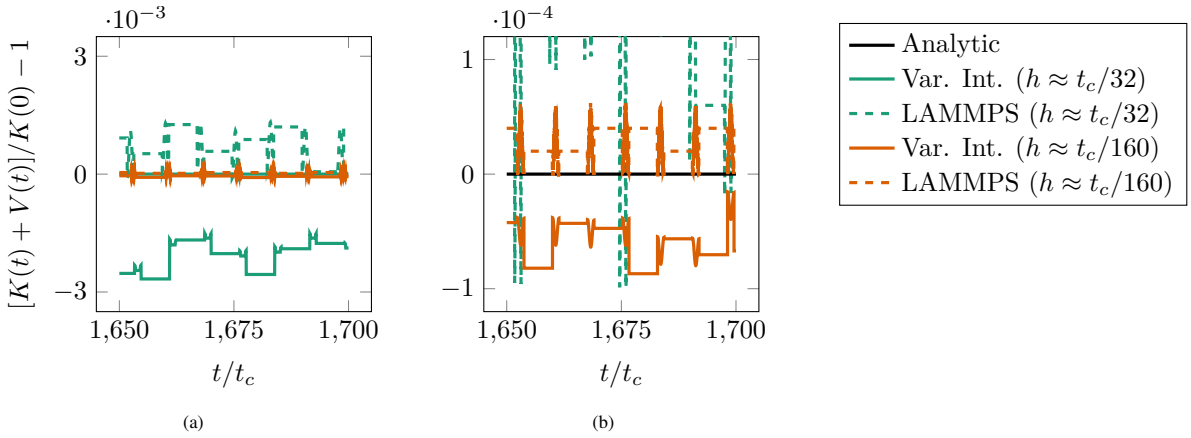 ·10⁻³
[K(t) + V(t)]/K(0) − 1
3
0
−3
1,650 1,675 1,700
t/t_c
(a)
·10⁻⁴
1
0
−1
1,650 1,675 1,700
t/t_c
(b)
Analytic
Var. Int. (h ≈ t_c/32)
LAMMPS (h ≈ t_c/32)
Var. Int. (h ≈ t_c/160)
LAMMPS (h ≈ t_c/160)